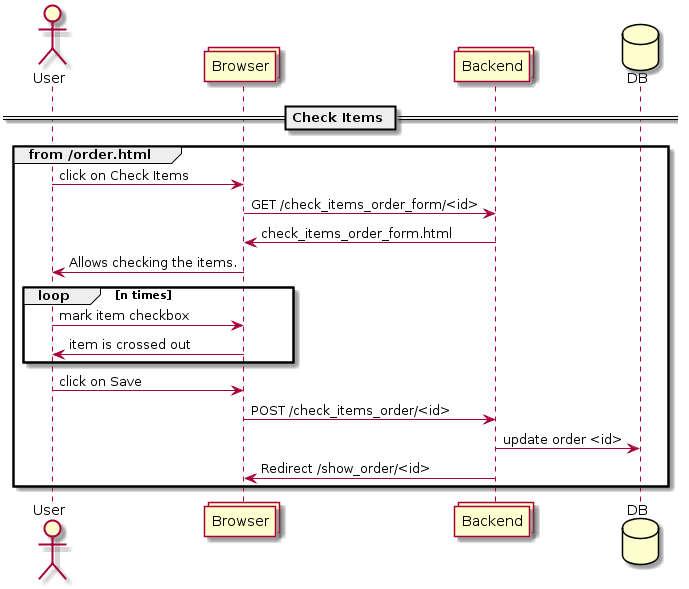 User
Browser
Backend
DB
Check Items
from /order.html
click on Check Items
GET /check_items_order_form/<id>
check_items_order_form.html
Allows checking the items.
loop [n times]
mark item checkbox
item is crossed out
click on Save
POST /check_items_order/<id>
update order <id>
Redirect /show_order/<id>
User
Browser
Backend
DB